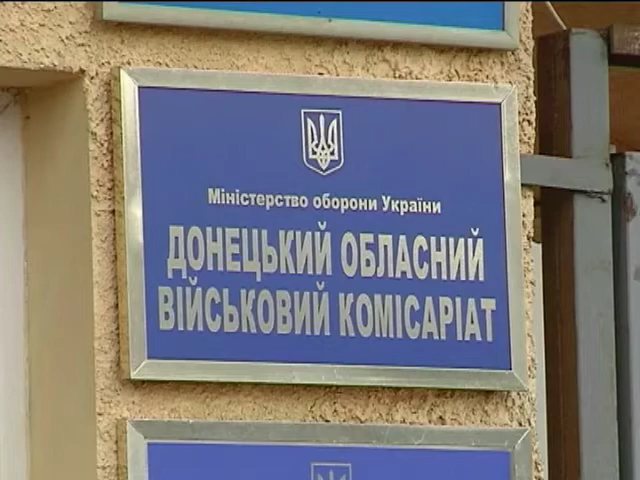 Міністерство оборони України
ДОНЕЦЬКИЙ ОБЛАСНИЙ
ВІЙСЬКОВИЙ КОМІСАРІАТ